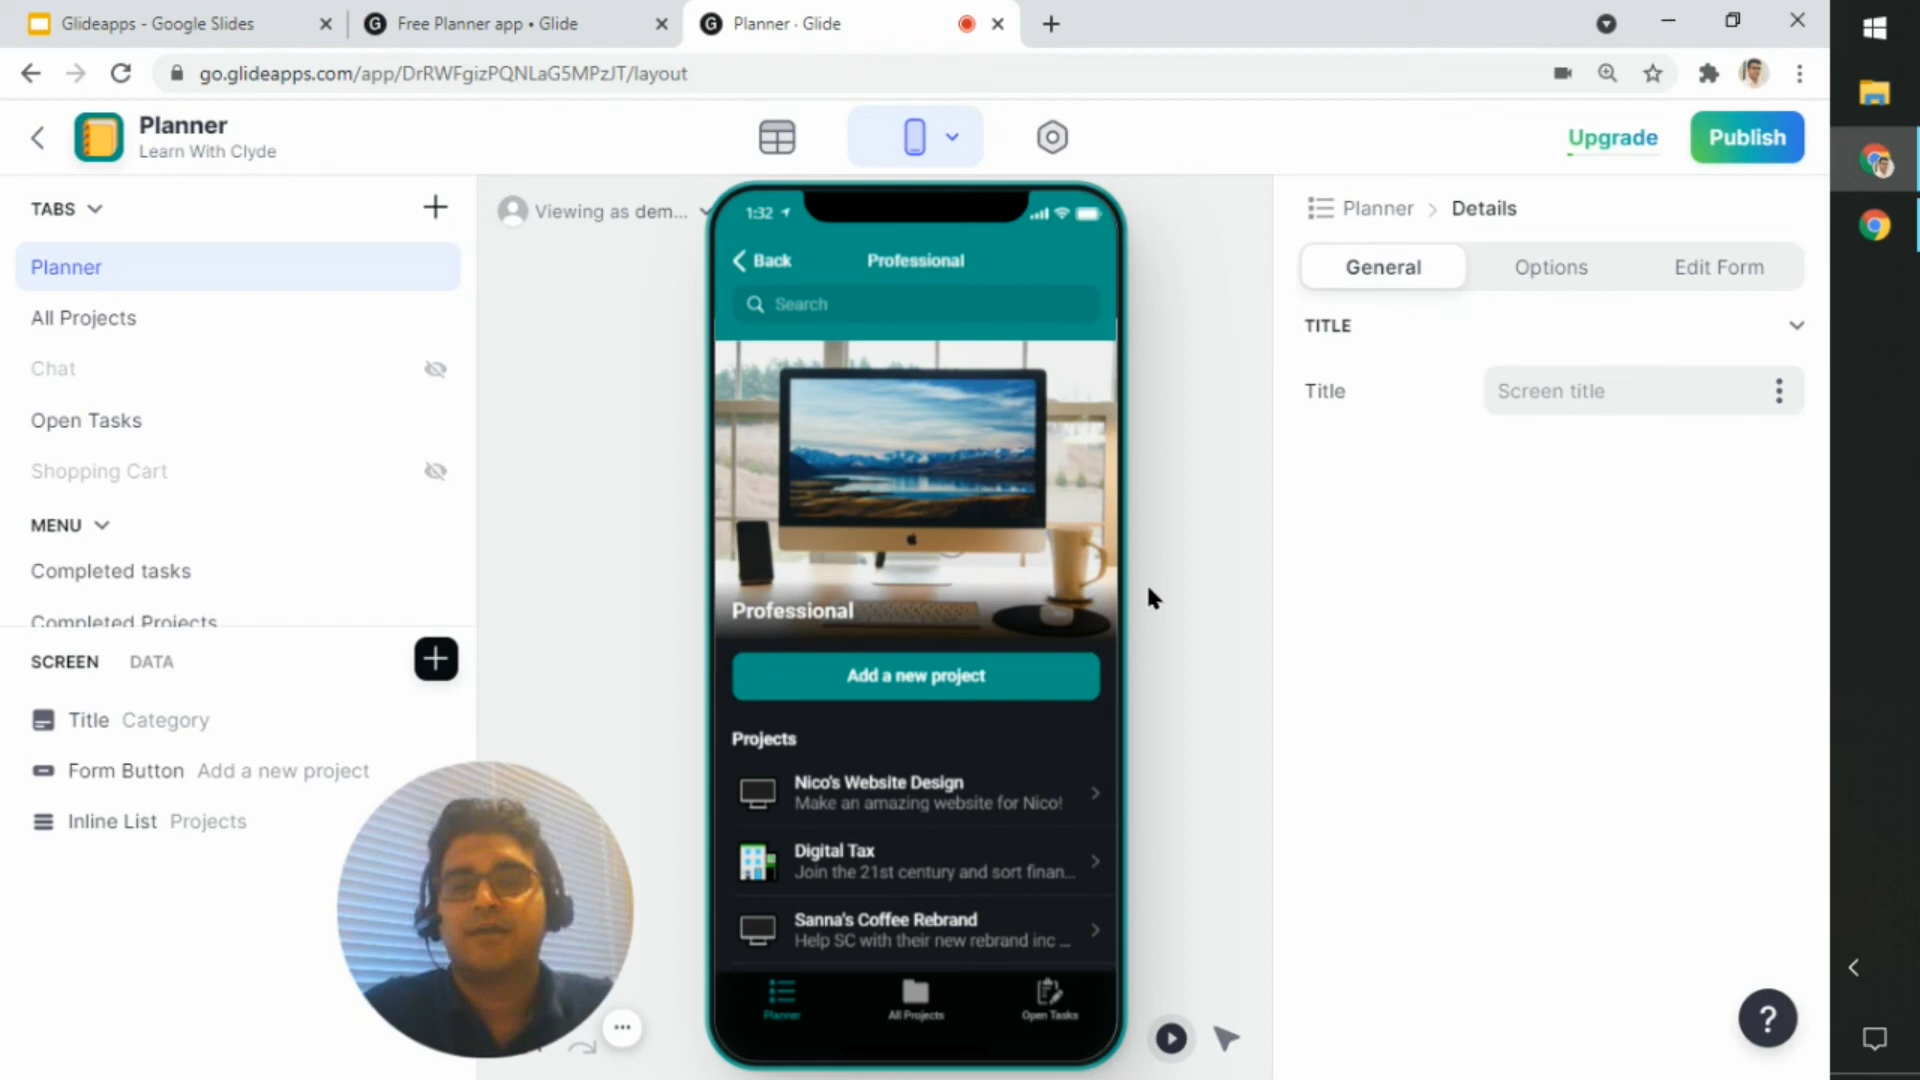 Glideapps - Google Slides
Free Planner app • Glide
Planner · Glide
go.glideapps.com/app/DrRWFgizPQNLaG5MPzJT/layout
Planner
Learn With Clyde
Upgrade
Publish
TABS
Planner
All Projects
Chat
Open Tasks
Shopping Cart
MENU
Completed tasks
Completed Projects
SCREEN DATA
Title Category
Form Button Add a new project
Inline List Projects
Viewing as dem...
1:32
Back
Professional
Search
Professional
Add a new project
Projects
Nico's Website Design
Make an amazing website for Nico!
Digital Tax
Join the 21st century and sort finan...
Sanna's Coffee Rebrand
Help SC with their new rebrand inc ...
Planner
All Projects
Open Tasks
Planner > Details
General
Options
Edit Form
TITLE
Title
Screen title
?